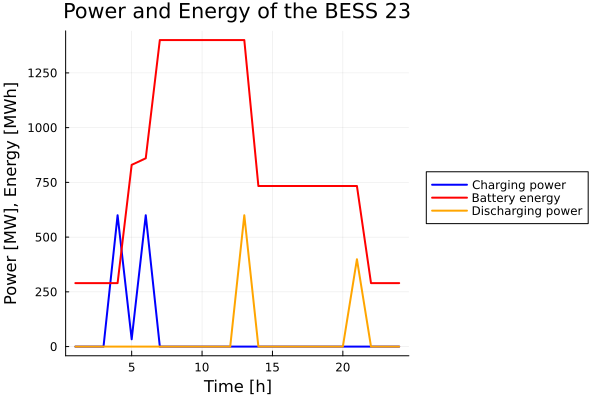 Power and Energy of the BESS 23
Power [MW], Energy [MWh]
1250
1000
750
500
250
0
5
10
15
20
Time [h]
Charging power
Battery energy
Discharging power